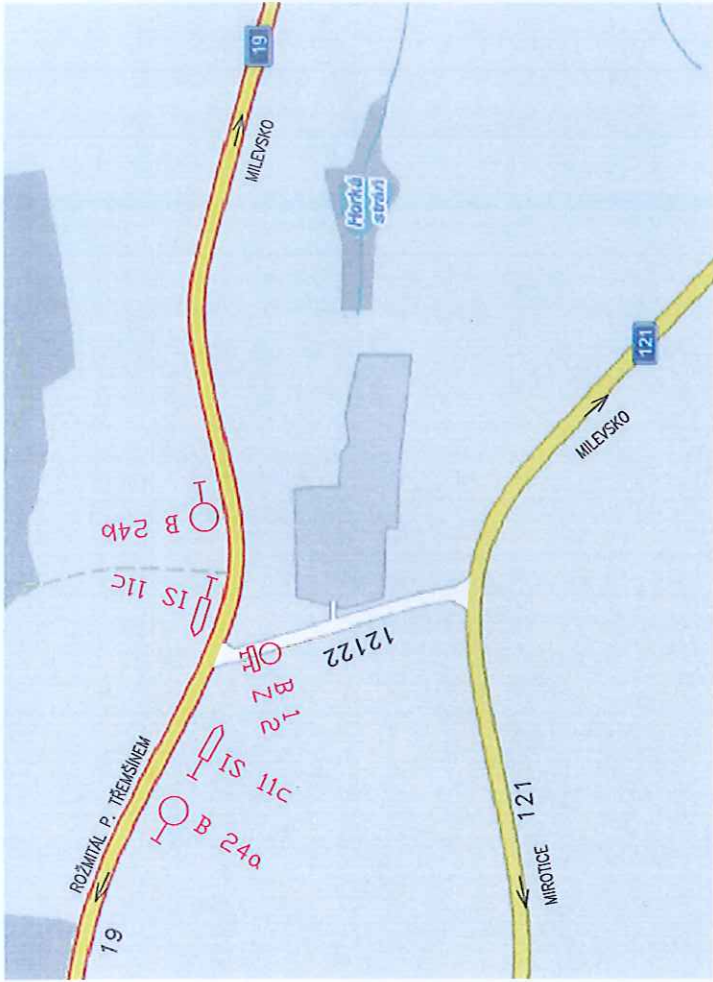 19
MILEVSKO
Horká
stráň
121
MILEVSKO
B 24b
IS 11c
12122
B 1
Z 2
IS 11c
B 24a
ROŽMITÁL P. TŘEMŠÍNEM
19
121
MIROTICE